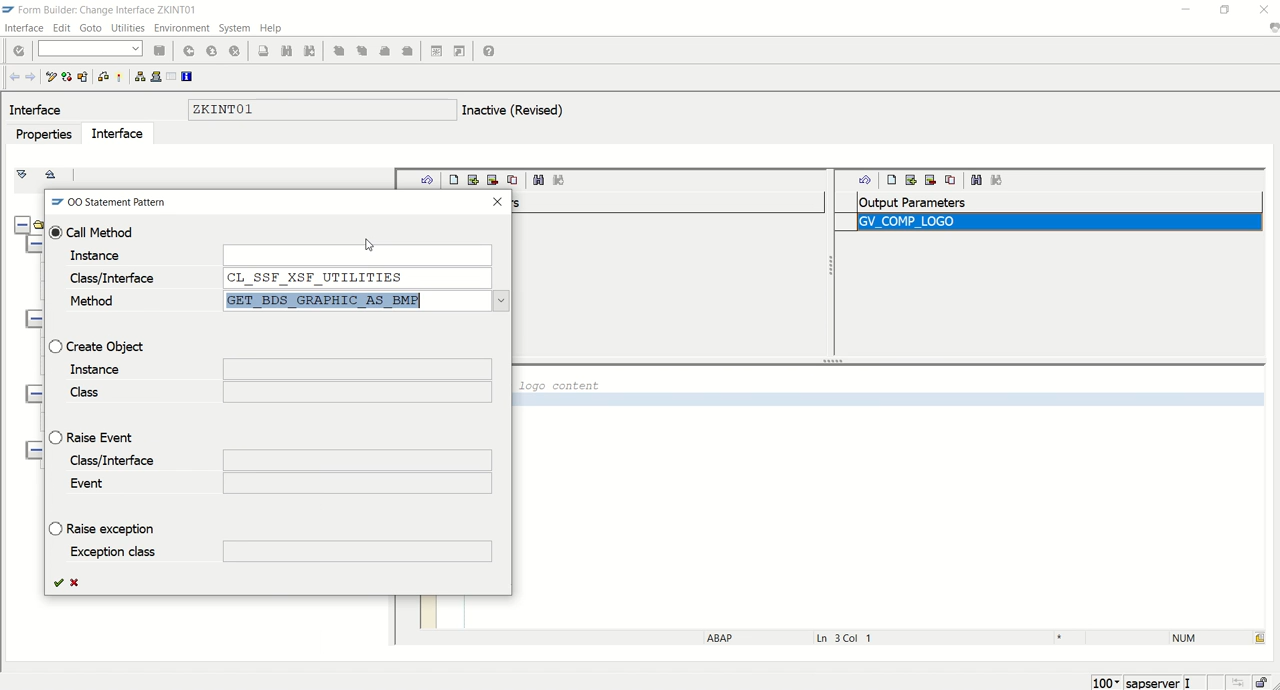 Form Builder: Change Interface ZKINT01
Interface Edit Goto Utilities Environment System Help
Interface ZKINT01 Inactive (Revised)
Properties Interface
OO Statement Pattern
Call Method
Instance
Class/Interface CL_SSF_XSF_UTILITIES
Method GET_BDS_GRAPHIC_AS_BMP
Create Object
Instance
Class
Raise Event
Class/Interface
Event
Raise exception
Exception class
Output Parameters
GV_COMP_LOGO
logo content
ABAP Ln 3 Col 1 * NUM
100 sapserver I